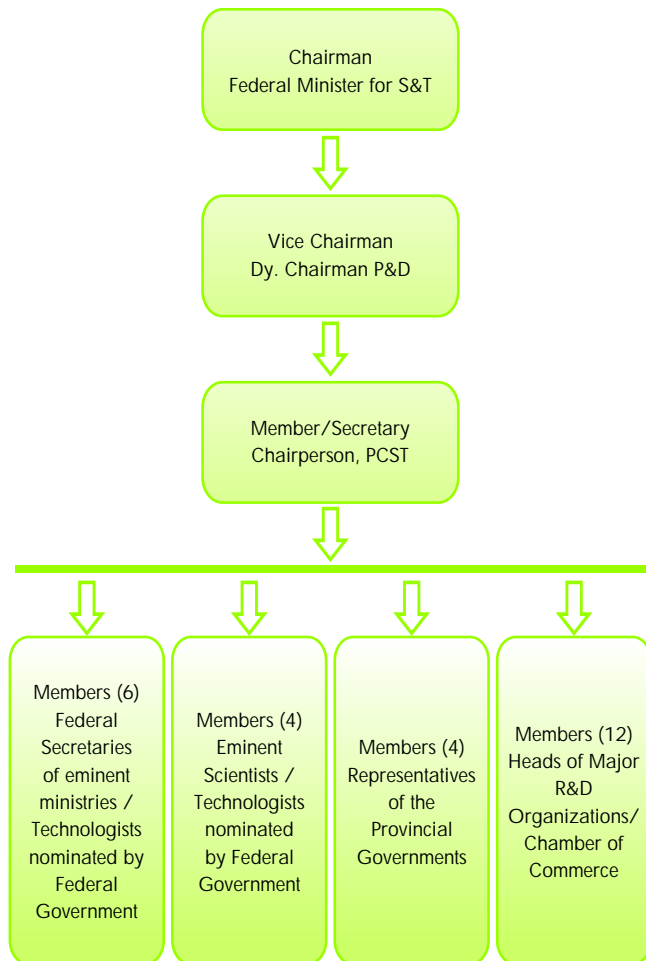 Chairman
Federal Minister for S&T
Vice Chairman
Dy. Chairman P&D
Member/Secretary
Chairperson, PCST
Members (6)
Federal
Secretaries
of eminent
ministries /
Technologists
nominated by
Federal
Government
Members (4)
Eminent
Scientists /
Technologists
nominated
by Federal
Government
Members (4)
Representatives
of the
Provincial
Governments
Members (12)
Heads of Major
R&D
Organizations/
Chamber of
Commerce